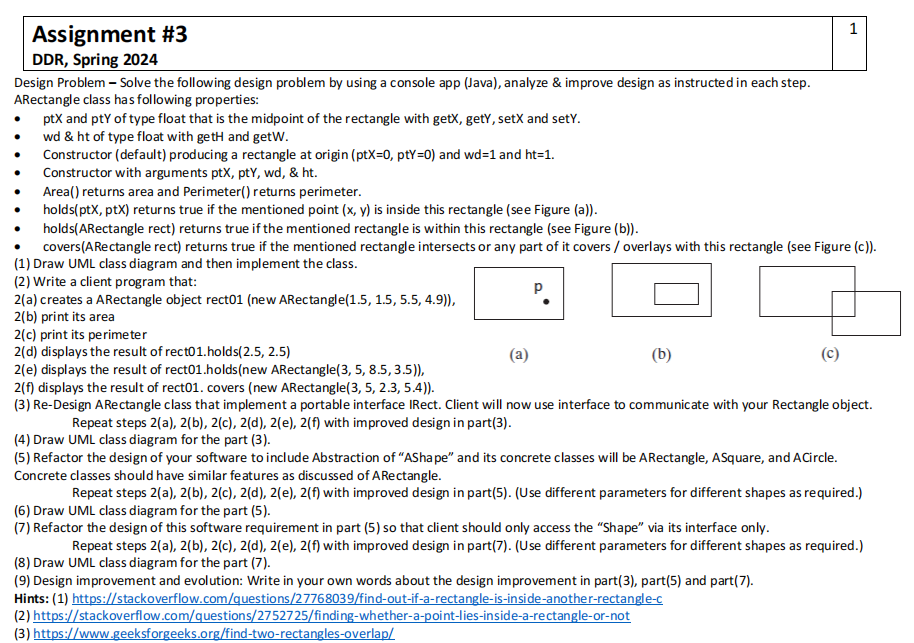 Assignment #3
1
DDR, Spring 2024
Design Problem – Solve the following design problem by using a console app (Java), analyze & improve design as instructed in each step.
ARectangle class has following properties:
• ptX and ptY of type float that is the midpoint of the rectangle with getX, getY, setX and setY.
• wd & ht of type float with getH and getW.
• Constructor (default) producing a rectangle at origin (ptX=0, ptY=0) and wd=1 and ht=1.
• Constructor with arguments ptX, ptY, wd, & ht.
• Area() returns area and Perimeter() returns perimeter.
• holds(ptX, ptX) returns true if the mentioned point (x, y) is inside this rectangle (see Figure (a)).
• holds(ARectangle rect) returns true if the mentioned rectangle is within this rectangle (see Figure (b)).
• covers(ARectangle rect) returns true if the mentioned rectangle intersects or any part of it covers / overlays with this rectangle (see Figure (c)).
(1) Draw UML class diagram and then implement the class.
(2) Write a client program that:
2(a) creates a ARectangle object rect01 (new ARectangle(1.5, 1.5, 5.5, 4.9)),
2(b) print its area
2(c) print its perimeter
2(d) displays the result of rect01.holds(2.5, 2.5)
2(e) displays the result of rect01.holds(new ARectangle(3, 5, 8.5, 3.5)),
2(f) displays the result of rect01. covers (new ARectangle(3, 5, 2.3, 5.4)).
p
(a) (b) (c)
(3) Re-Design ARectangle class that implement a portable interface IRect. Client will now use interface to communicate with your Rectangle object.
Repeat steps 2(a), 2(b), 2(c), 2(d), 2(e), 2(f) with improved design in part(3).
(4) Draw UML class diagram for the part (3).
(5) Refactor the design of your software to include Abstraction of “AShape” and its concrete classes will be ARectangle, ASquare, and ACircle.
Concrete classes should have similar features as discussed of ARectangle.
Repeat steps 2(a), 2(b), 2(c), 2(d), 2(e), 2(f) with improved design in part(5). (Use different parameters for different shapes as required.)
(6) Draw UML class diagram for the part (5).
(7) Refactor the design of this software requirement in part (5) so that client should only access the “Shape” via its interface only.
Repeat steps 2(a), 2(b), 2(c), 2(d), 2(e), 2(f) with improved design in part(7). (Use different parameters for different shapes as required.)
(8) Draw UML class diagram for the part (7).
(9) Design improvement and evolution: Write in your own words about the design improvement in part(3), part(5) and part(7).
Hints: (1) https://stackoverflow.com/questions/27768039/find-out-if-a-rectangle-is-inside-another-rectangle-c
(2) https://stackoverflow.com/questions/2752725/finding-whether-a-point-lies-inside-a-rectangle-or-not
(3) https://www.geeksforgeeks.org/find-two-rectangles-overlap/